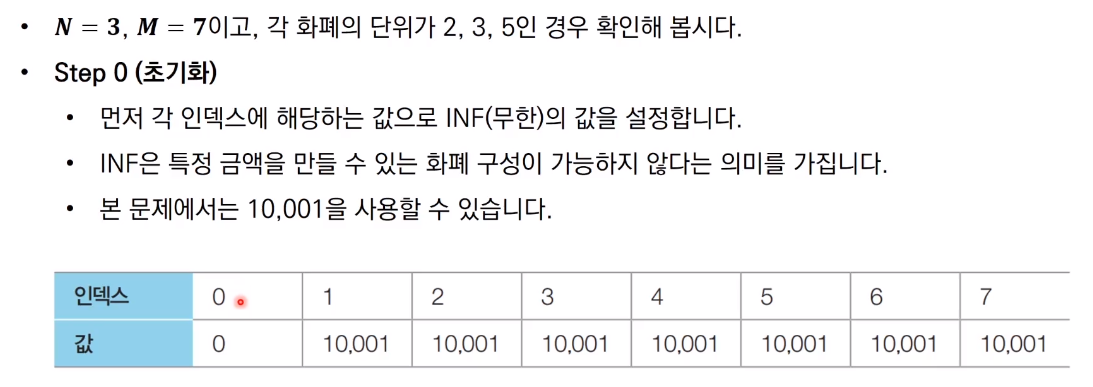 • N = 3, M = 7이고, 각 화폐의 단위가 2, 3, 5인 경우 확인해 봅시다.
• Step 0 (초기화)
• 먼저 각 인덱스에 해당하는 값으로 INF(무한)의 값을 설정합니다.
• INF은 특정 금액을 만들 수 있는 화폐 구성이 가능하지 않다는 의미를 가집니다.
• 본 문제에서는 10,001을 사용할 수 있습니다.
인덱스 0 1 2 3 4 5 6 7
값 0 10,001 10,001 10,001 10,001 10,001 10,001 10,001